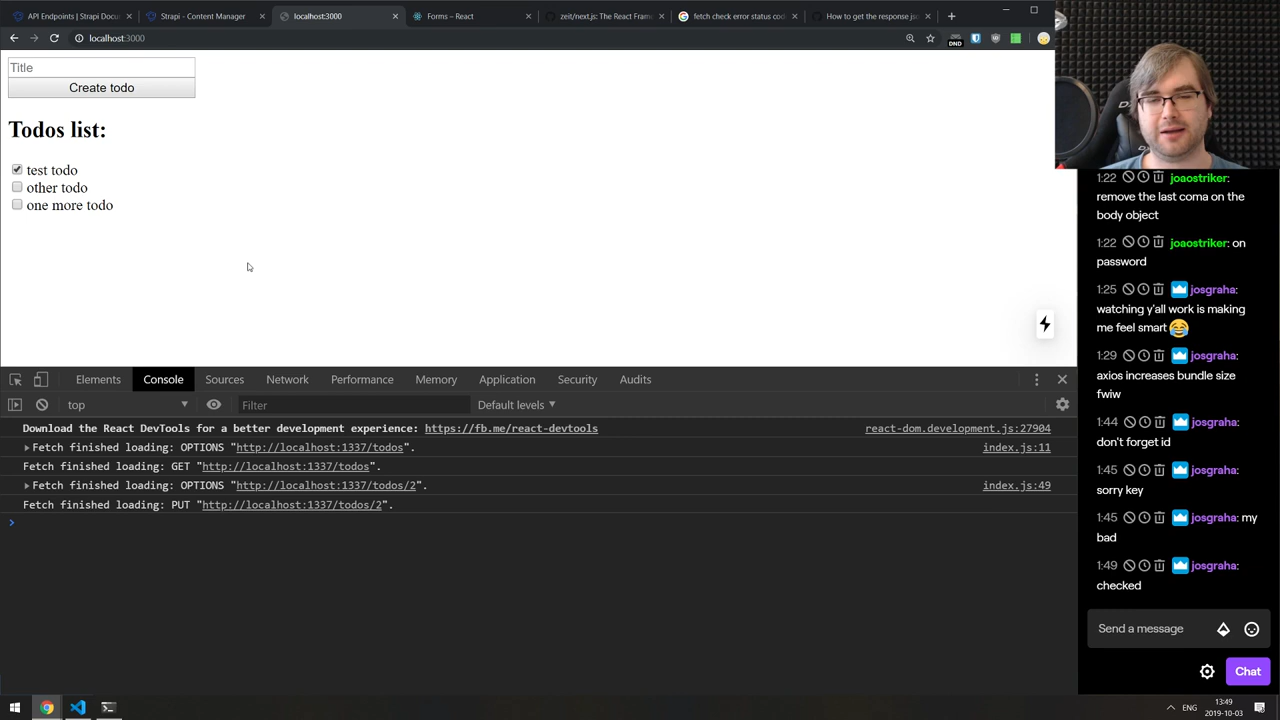 API Endpoints | Strapi Docu
Strapi - Content Manager
localhost:3000
Forms – React
zeit/next.js: The React Fram
fetch check error status cod
How to get the response js
localhost:3000
DND
Title
Create todo
Todos list:
test todo
other todo
one more todo
Elements
Console
Sources
Network
Performance
Memory
Application
Security
Audits
top
Filter
Default levels
Download the React DevTools for a better development experience: https://fb.me/react-devtools
react-dom.development.js:27904
Fetch finished loading: OPTIONS "http://localhost:1337/todos".
index.js:11
Fetch finished loading: GET "http://localhost:1337/todos".
Fetch finished loading: OPTIONS "http://localhost:1337/todos/2".
index.js:49
Fetch finished loading: PUT "http://localhost:1337/todos/2".
1:22 joaostriker:
remove the last coma on the
body object
1:22 joaostriker: on
password
1:25 josgraha:
watching y'all work is making
me feel smart
1:29 josgraha:
axios increases bundle size
fwiw
1:44 josgraha:
don't forget id
1:45 josgraha:
sorry key
1:45 josgraha: my
bad
1:49 josgraha:
checked
Send a message
Chat
ENG
13:49
2019-10-03